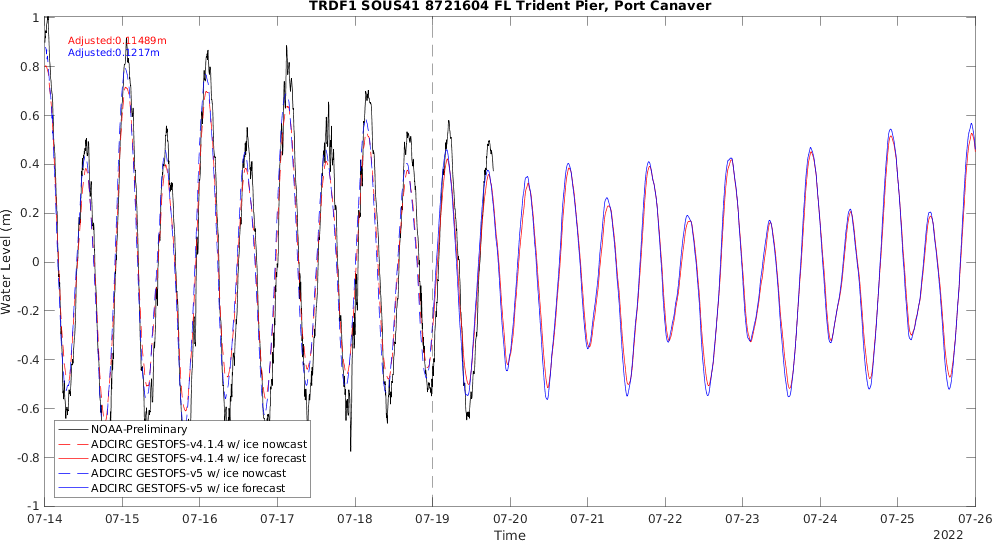 TRDF1 SOUS41 8721604 FL Trident Pier, Port Canaver
Adjusted:0.11489m
Adjusted:0.1217m
1
0.8
0.6
0.4
0.2
0
-0.2
-0.4
-0.6
-0.8
-1
Water Level (m)
NOAA-Preliminary
ADCIRC GESTOFS-v4.1.4 w/ ice nowcast
ADCIRC GESTOFS-v4.1.4 w/ ice forecast
ADCIRC GESTOFS-v5 w/ ice nowcast
ADCIRC GESTOFS-v5 w/ ice forecast
07-14 07-15 07-16 07-17 07-18 07-19 07-20 07-21 07-22 07-23 07-24 07-25 07-26
Time
2022